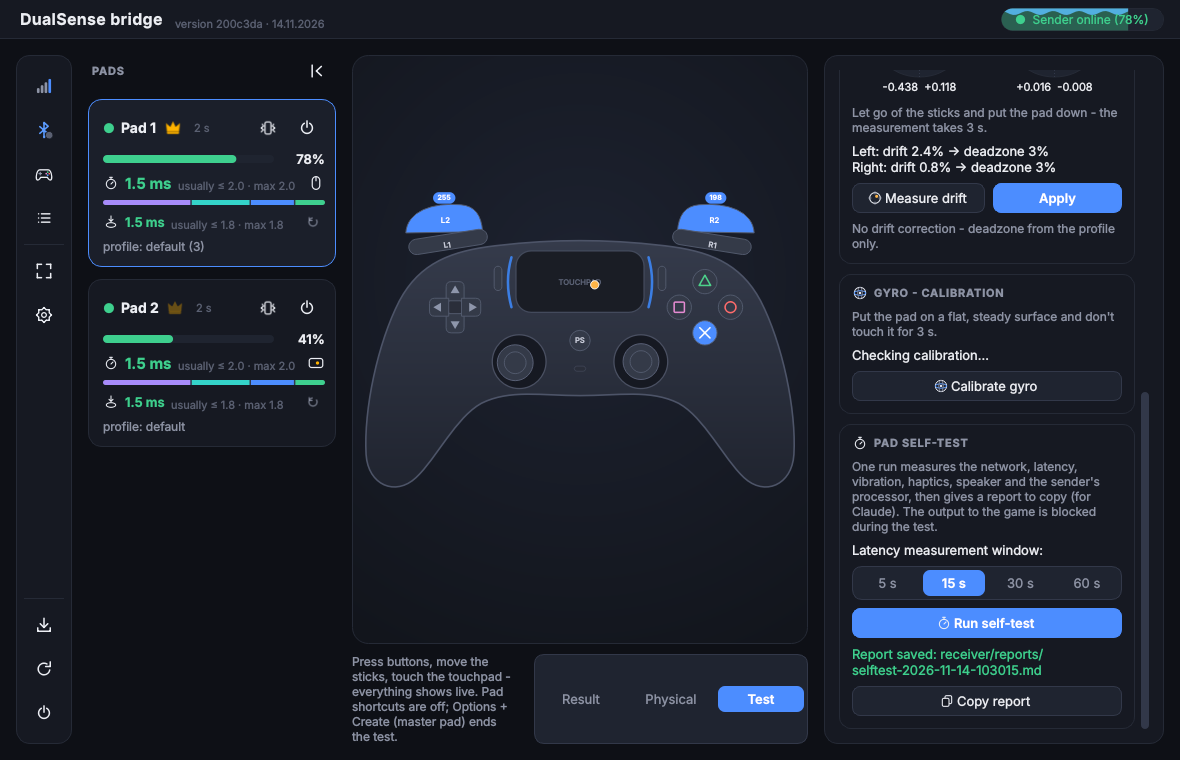 DualSense bridge
version 200c3da · 14.11.2026
Sender online (78%)
PADS
Pad 1
2 s
78%
1.5 ms usually ≤ 2.0 · max 2.0
1.5 ms usually ≤ 1.8 · max 1.8
profile: default (3)
Pad 2
2 s
41%
1.5 ms usually ≤ 2.0 · max 2.0
1.5 ms usually ≤ 1.8 · max 1.8
profile: default
255
L2
L1
198
R2
R1
TOUCHPAD
PS
Press buttons, move the
sticks, touch the touchpad -
everything shows live. Pad
shortcuts are off; Options +
Create (master pad) ends
the test.
Result
Physical
Test
-0.438 +0.118
+0.016 -0.008
Let go of the sticks and put the pad down - the
measurement takes 3 s.
Left: drift 2.4% → deadzone 3%
Right: drift 0.8% → deadzone 3%
Measure drift
Apply
No drift correction - deadzone from the profile
only.
GYRO - CALIBRATION
Put the pad on a flat, steady surface and don't
touch it for 3 s.
Checking calibration...
Calibrate gyro
PAD SELF-TEST
One run measures the network, latency,
vibration, haptics, speaker and the sender's
processor, then gives a report to copy (for
Claude). The output to the game is blocked
during the test.
Latency measurement window:
5 s
15 s
30 s
60 s
Run self-test
Report saved: receiver/reports/
selftest-2026-11-14-103015.md
Copy report